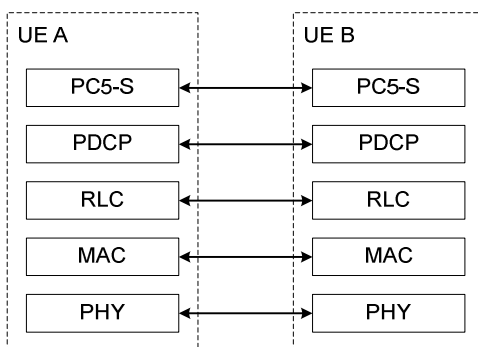 UE A UE B
PC5-S PC5-S
PDCP PDCP
RLC RLC
MAC MAC
PHY PHY